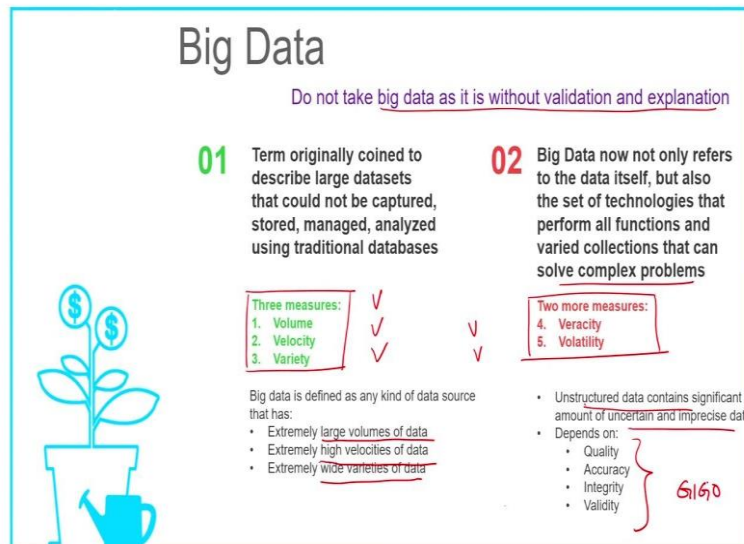 Big Data
Do not take big data as it is without validation and explanation
01
Term originally coined to
describe large datasets
that could not be captured,
stored, managed, analyzed
using traditional databases
Three measures:
1. Volume
2. Velocity
3. Variety
Big data is defined as any kind of data source
that has:
• Extremely large volumes of data
• Extremely high velocities of data
• Extremely wide varieties of data
02
Big Data now not only refers
to the data itself, but also
the set of technologies that
perform all functions and
varied collections that can
solve complex problems
Two more measures:
4. Veracity
5. Volatility
• Unstructured data contains significant
amount of uncertain and imprecise dat
• Depends on:
• Quality
• Accuracy
• Integrity
• Validity
GIGO
$
$